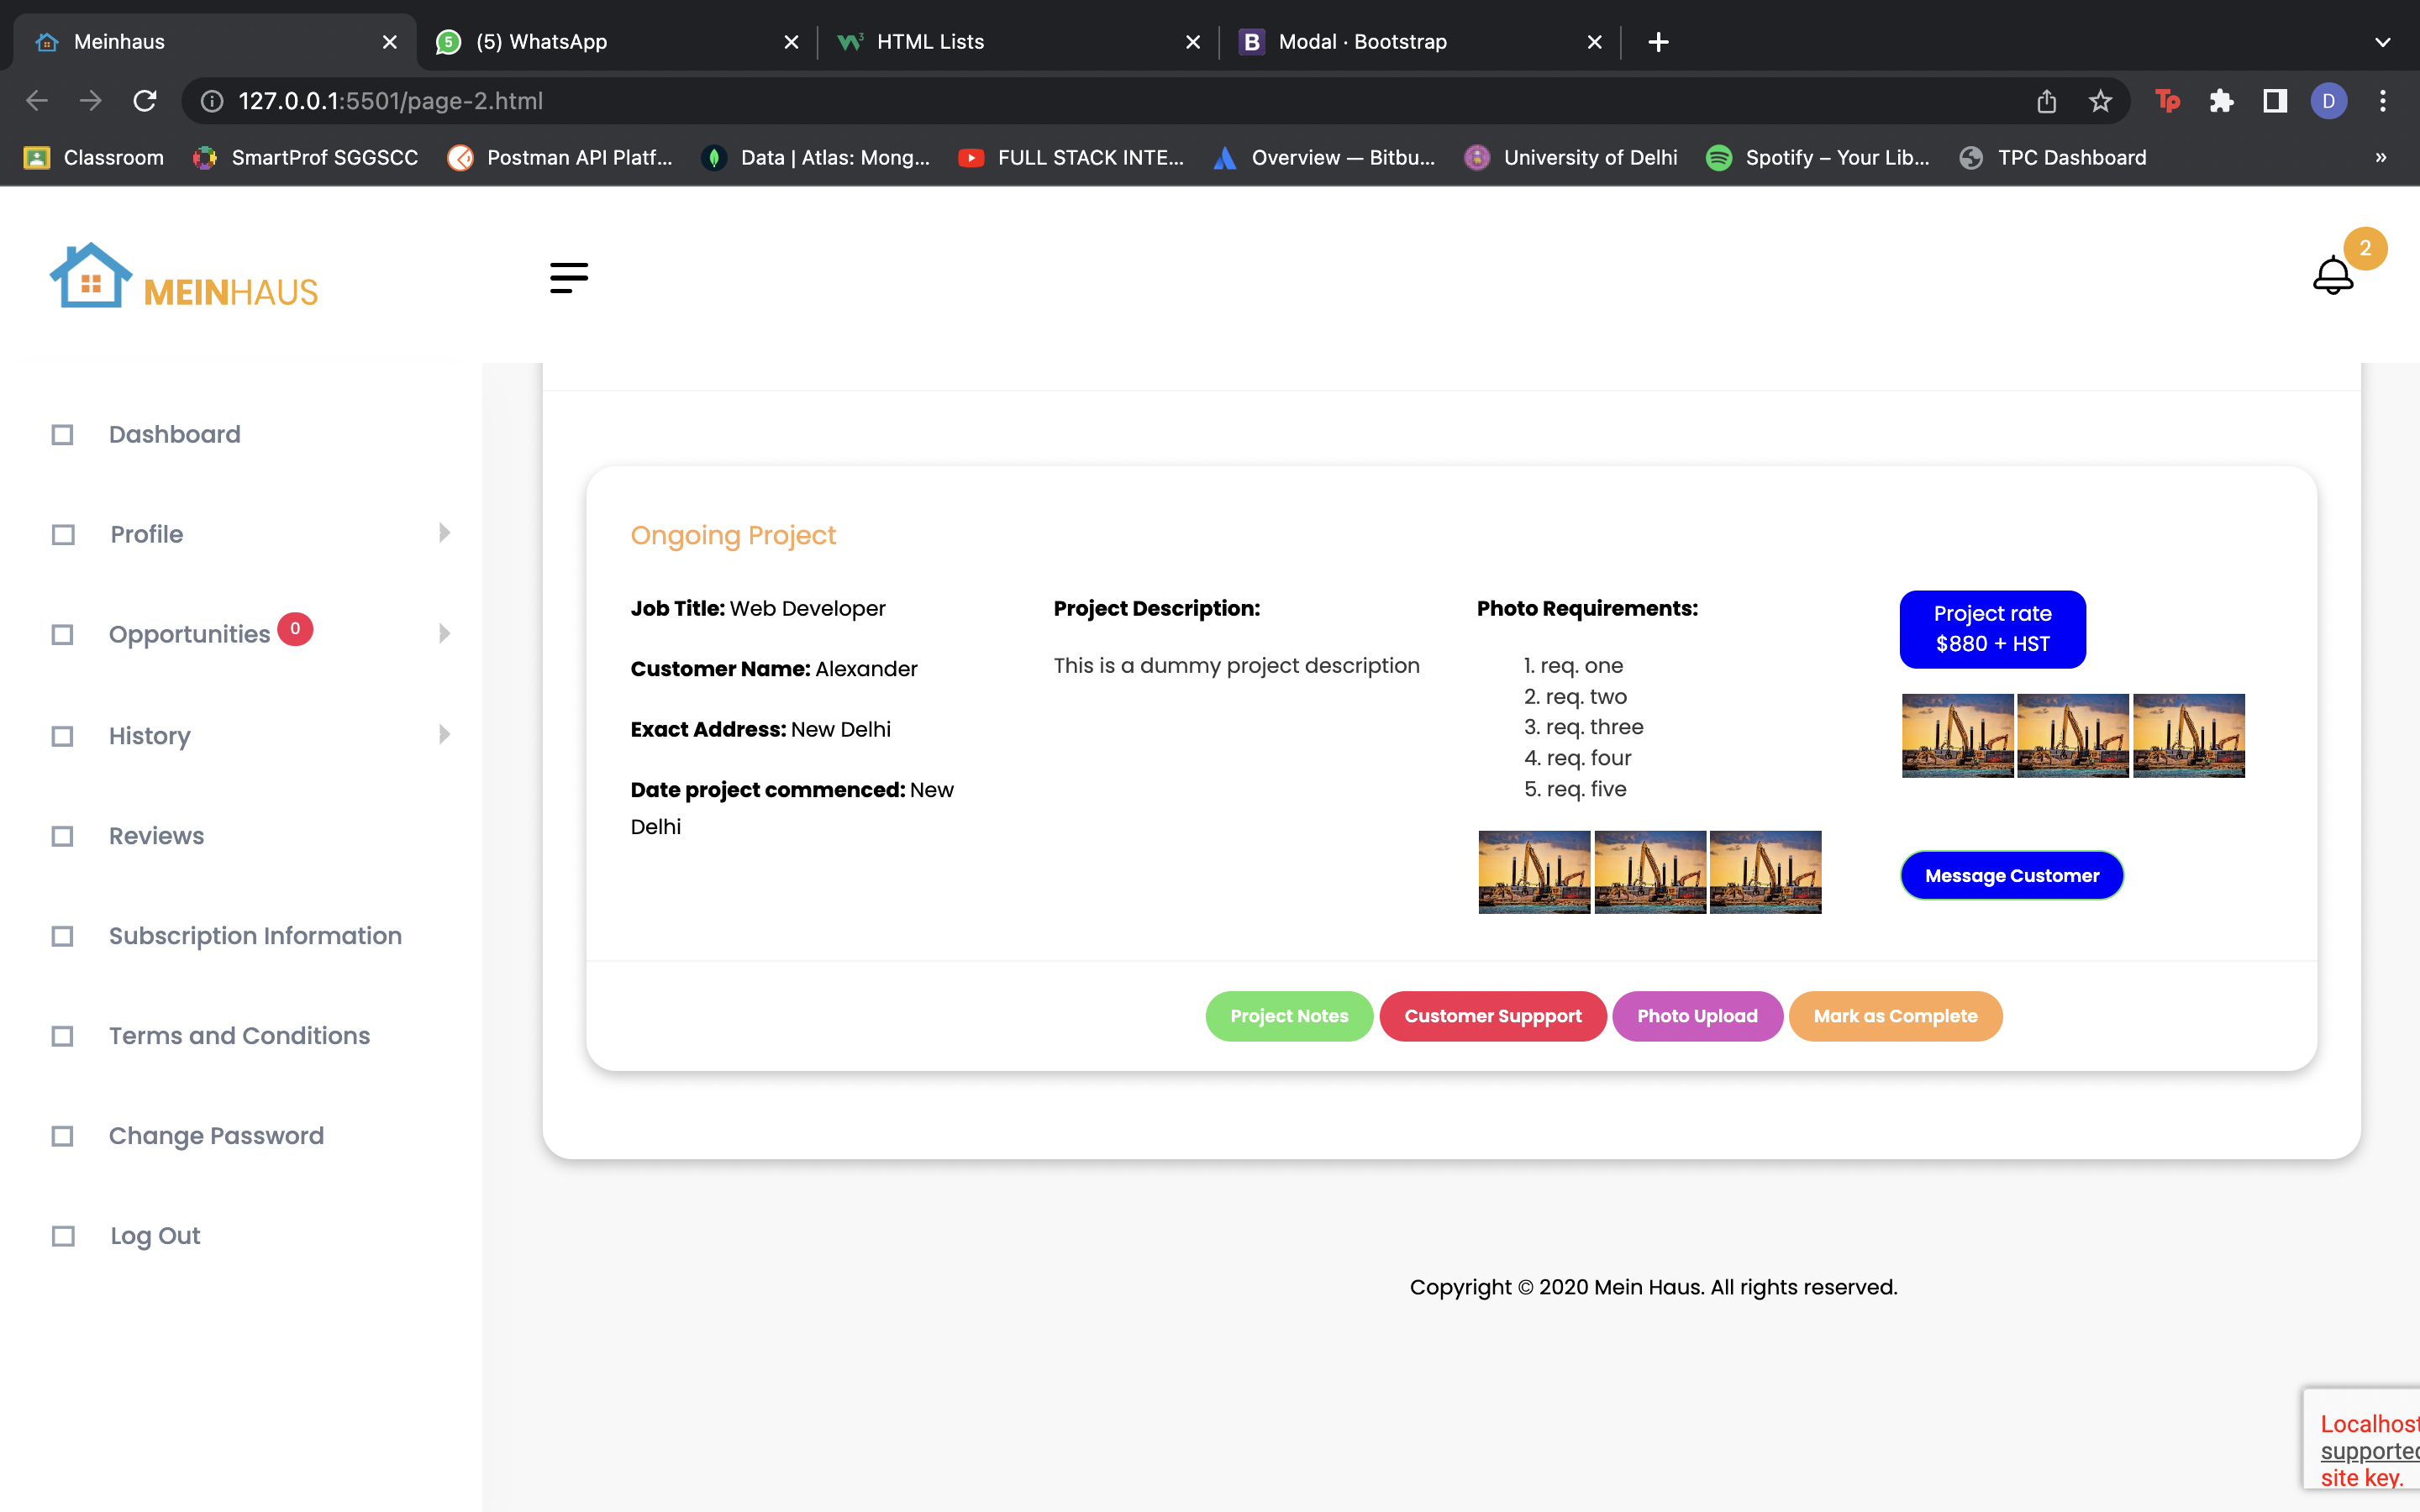 Meinhaus
5 (5) WhatsApp
HTML Lists
B Modal · Bootstrap
127.0.0.1:5501/page-2.html
Tp
D
Classroom
SmartProf SGGSCC
Postman API Platf...
Data | Atlas: Mong...
FULL STACK INTE...
Overview — Bitbu...
University of Delhi
Spotify – Your Lib...
TPC Dashboard
»
MEINHAUS
2
Dashboard
Profile
Opportunities 0
History
Reviews
Subscription Information
Terms and Conditions
Change Password
Log Out
Ongoing Project
Job Title: Web Developer
Customer Name: Alexander
Exact Address: New Delhi
Date project commenced: New
Delhi
Project Description:
This is a dummy project description
Photo Requirements:
1. req. one
2. req. two
3. req. three
4. req. four
5. req. five
Project rate
$880 + HST
Message Customer
Project Notes
Customer Suppport
Photo Upload
Mark as Complete
Copyright © 2020 Mein Haus. All rights reserved.
Localhost
supported
site key.